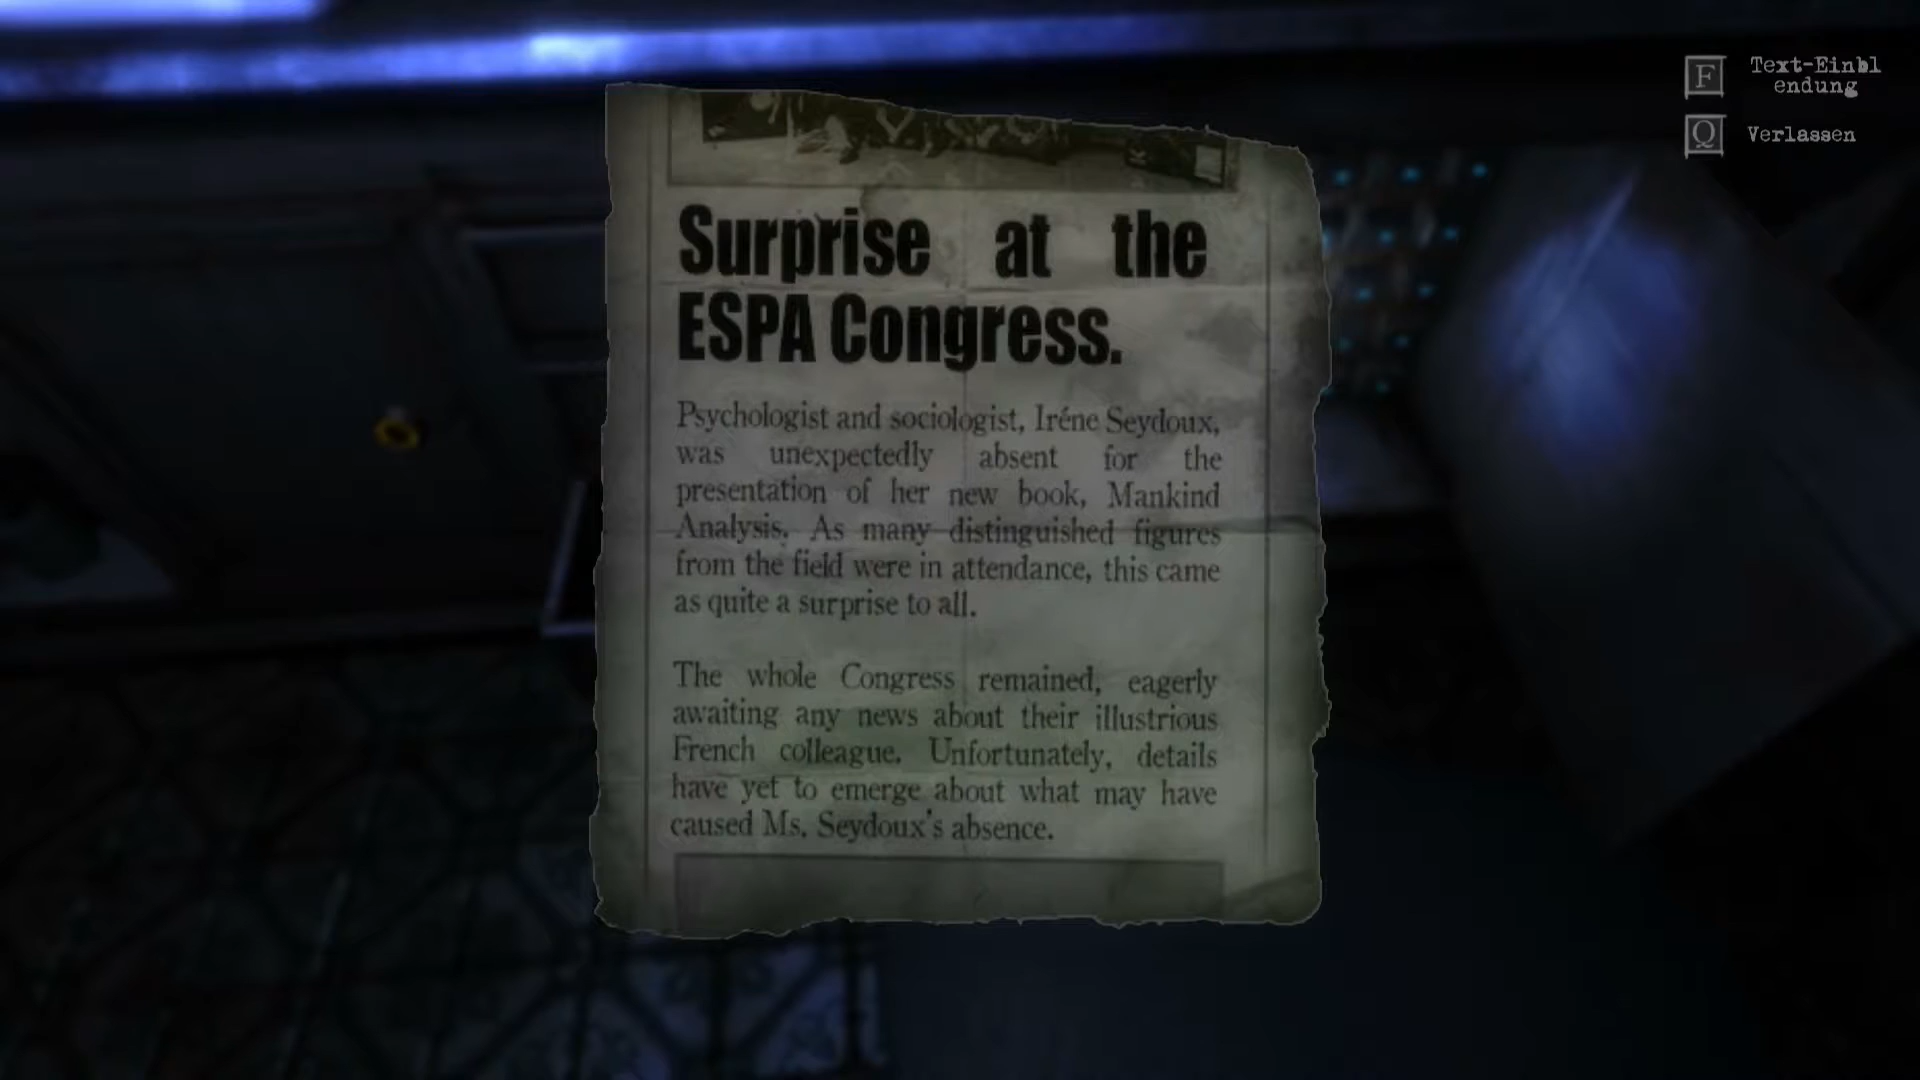 F Text-Einbl
endung
Q Verlassen
Surprise at the
ESPA Congress.
Psychologist and sociologist, Iréne Seydoux,
was unexpectedly absent for the
presentation of her new book, Mankind
Analysis. As many distinguished figures
from the field were in attendance, this came
as quite a surprise to all.
The whole Congress remained, eagerly
awaiting any news about their illustrious
French colleague. Unfortunately, details
have yet to emerge about what may have
caused Ms. Seydoux's absence.